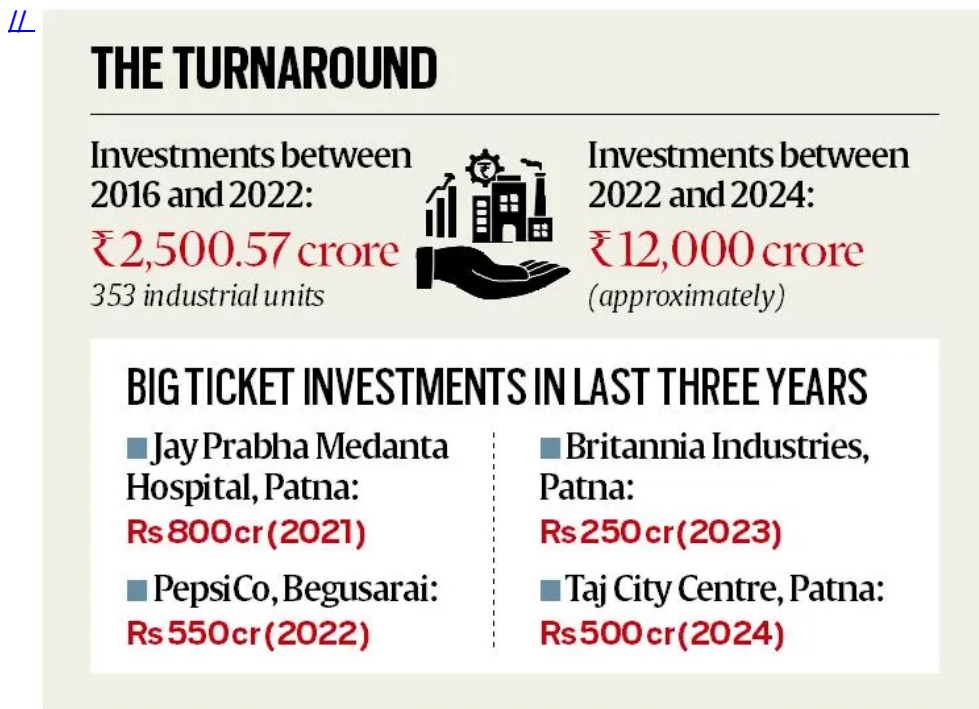 //
THE TURNAROUND
Investments between
2016 and 2022:
₹2,500.57 crore
353 industrial units
₹
Investments between
2022 and 2024:
₹12,000 crore
(approximately)
BIG TICKET INVESTMENTS IN LAST THREE YEARS
Jay Prabha Medanta
Hospital, Patna:
Rs 800 cr (2021)
PepsiCo, Begusarai:
Rs 550 cr (2022)
Britannia Industries,
Patna:
Rs 250 cr (2023)
Taj City Centre, Patna:
Rs 500 cr (2024)